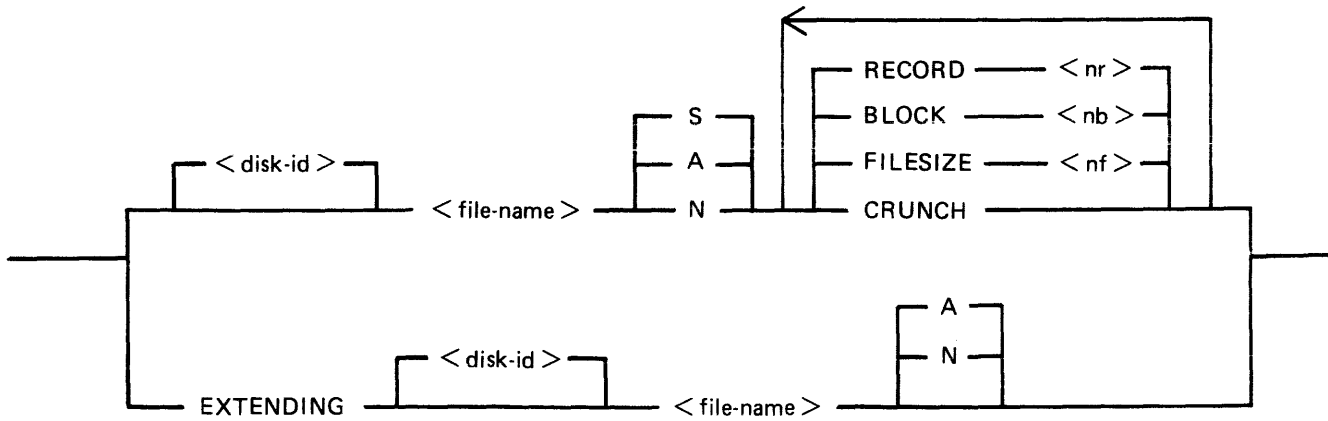 RECORD <nr>
S BLOCK <nb>
<disk-id> A FILESIZE <nf>
<file-name> N CRUNCH
A
<disk-id> N
EXTENDING <file-name>